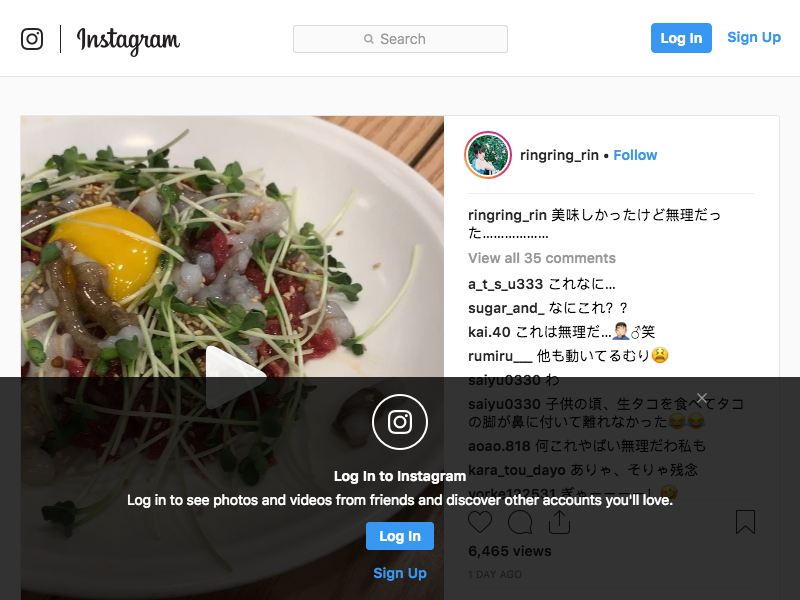 Instagram
Search
Log In
Sign Up
ringring_rin • Follow
ringring_rin 美味しかったけど無理だっ
た………………
View all 35 comments
a_t_s_u333 これなに...
sugar_and_ なにこれ？？
kai.40 これは無理だ...🤦🏻‍♂笑
rumiru___ 他も動いてるむり😫
saiyu0330 わ
saiyu0330 子供の頃、生タコを食べてタコ
の脚が鼻に付いて離れなかった😂😂
aoao.818 何これやばい無理だわ私も
kara_tou_dayo ありゃ、そりゃ残念
6,465 views
1 DAY AGO
Log In to Instagram
Log in to see photos and videos from friends and discover other accounts you'll love.
Log In
Sign Up